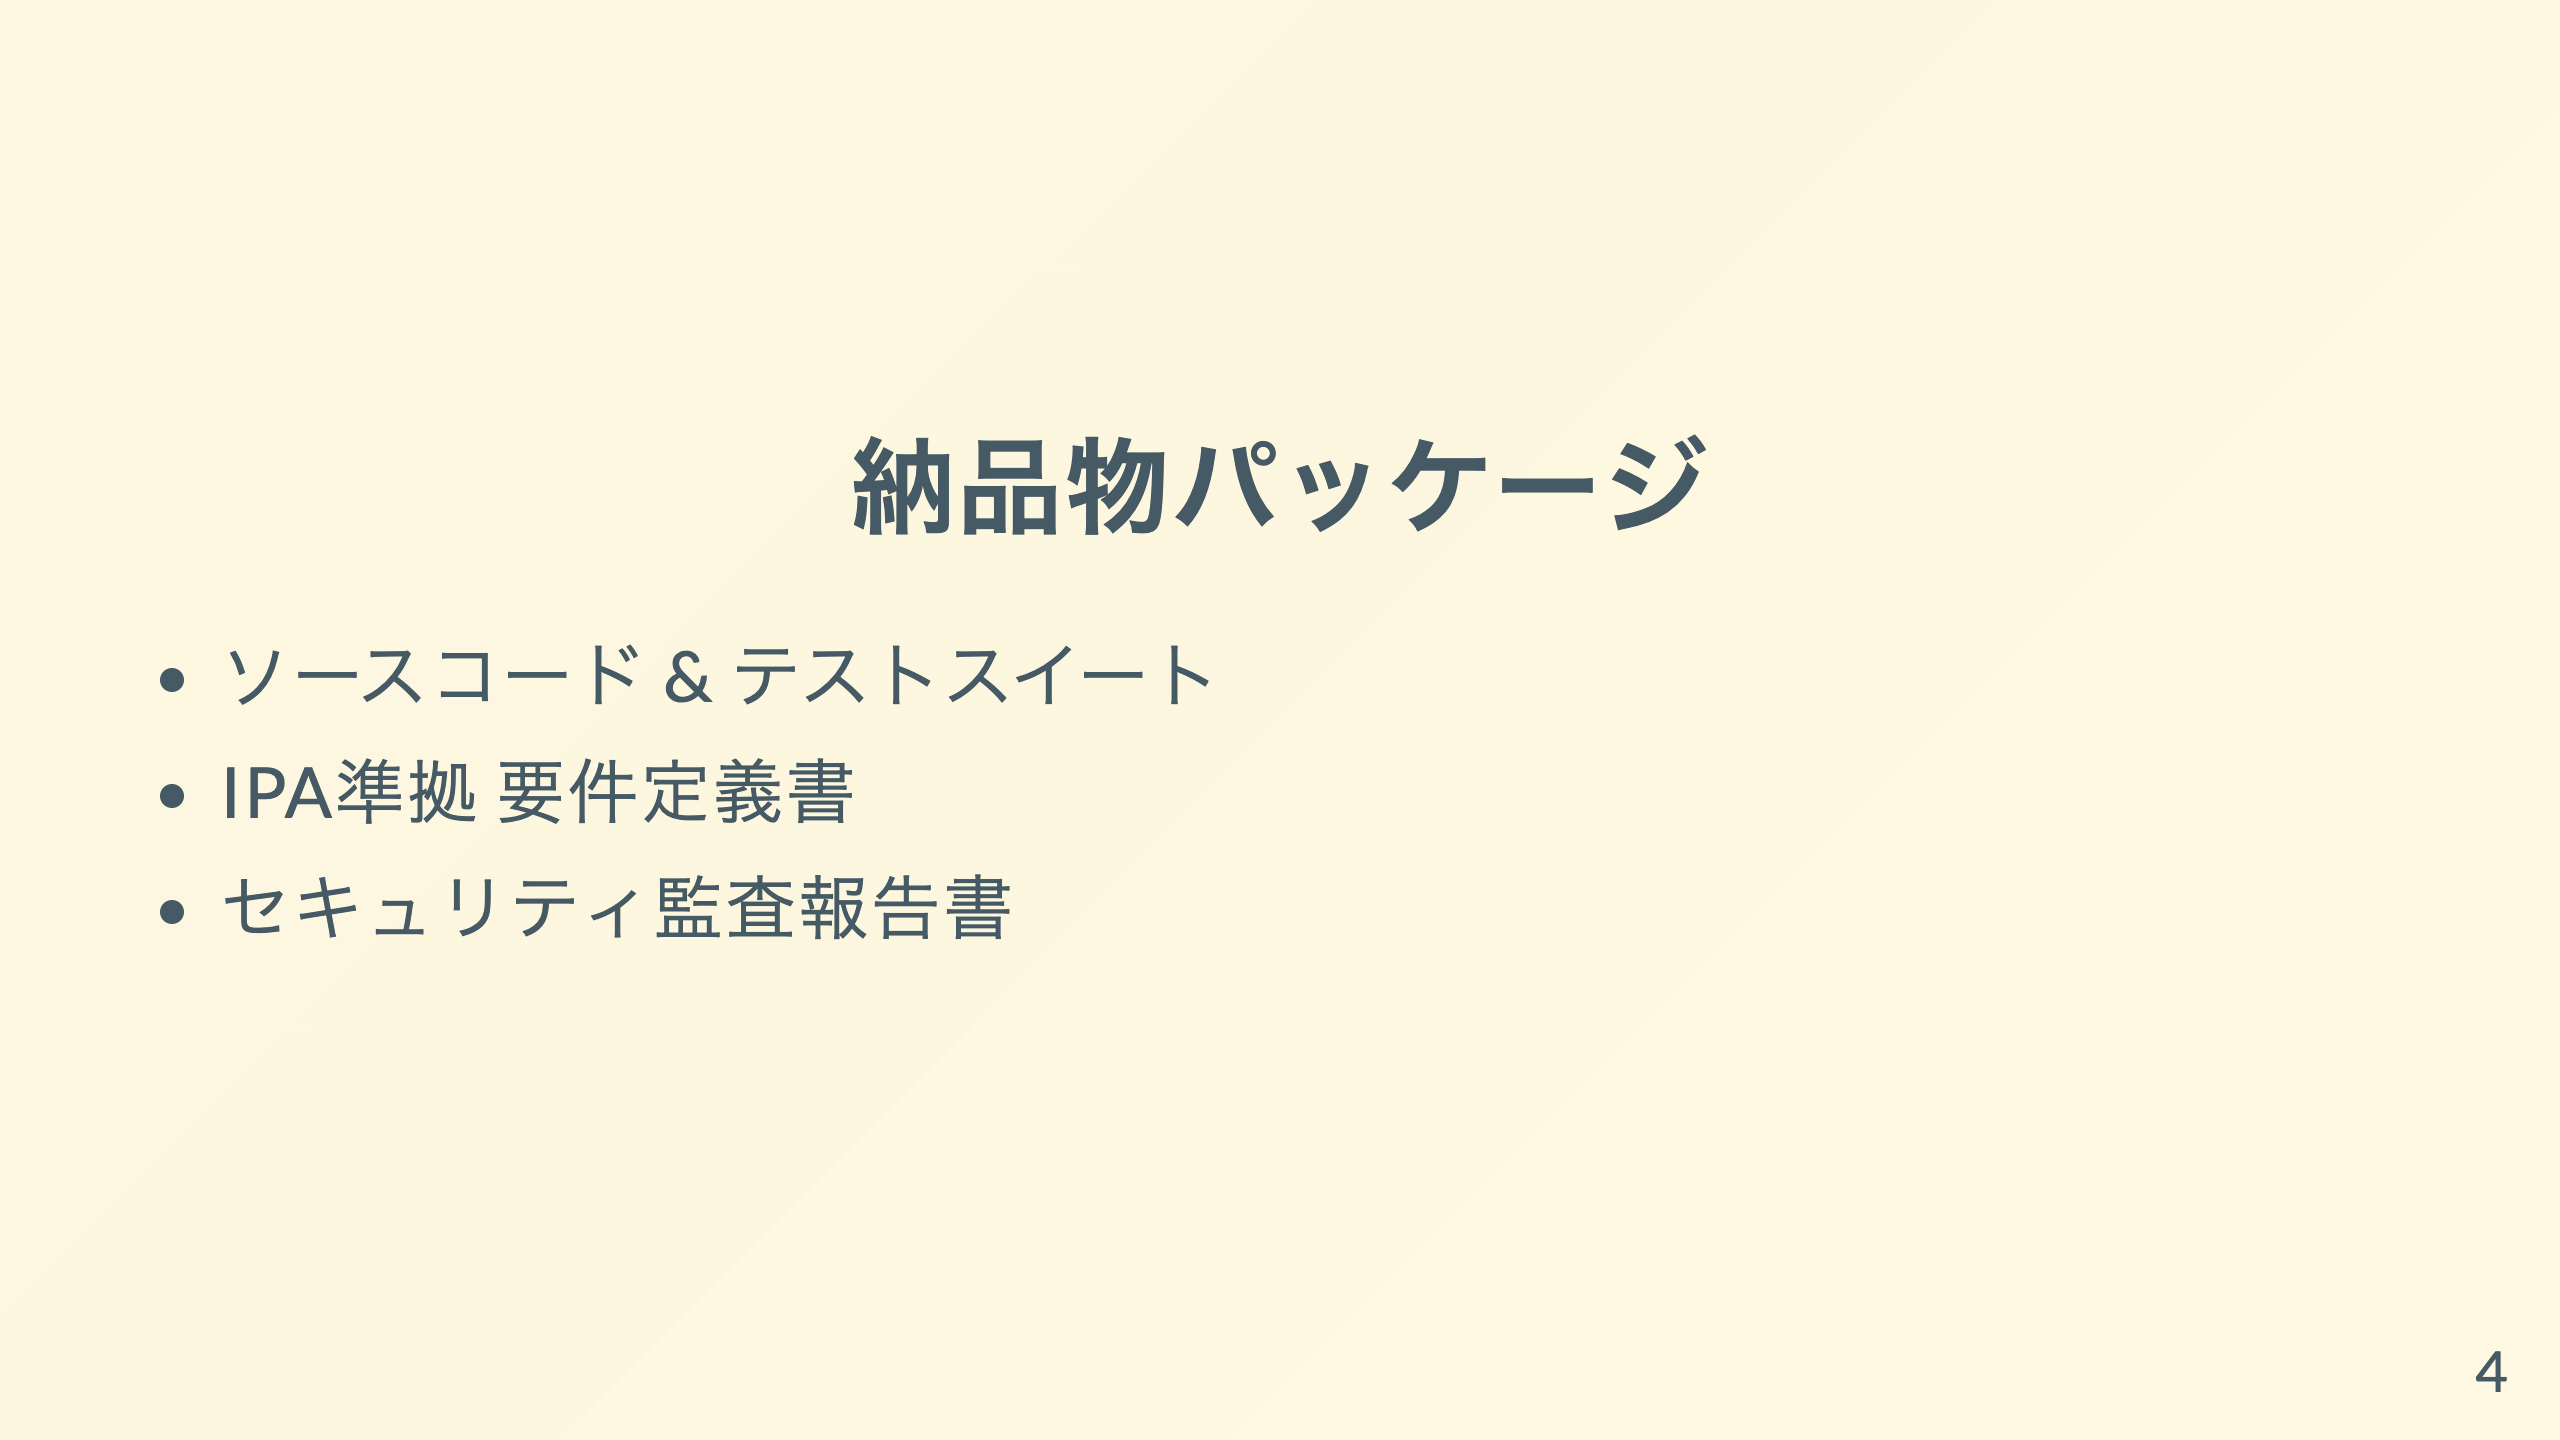 納品物パッケージ
• ソースコード & テストスイート
• IPA準拠 要件定義書
• セキュリティ監査報告書
4